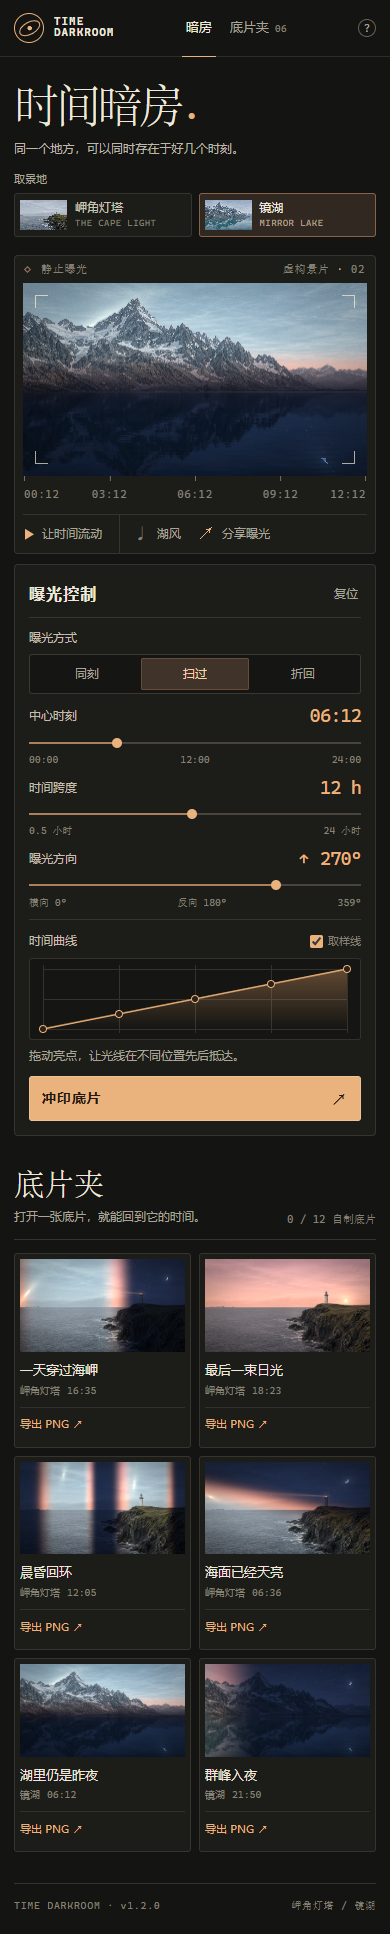 TIME
DARKROOM
暗房 底片夹 06 ?
时间暗房.
同一个地方，可以同时存在于好几个时刻。
取景地
岬角灯塔
THE CAPE LIGHT
镜湖
MIRROR LAKE
◇ 静止曝光 虚构景片 · 02
00:12 03:12 06:12 09:12 12:12
▶ 让时间流动 ♩ 湖风 ↗ 分享曝光
曝光控制 复位
曝光方式
同刻 扫过 折回
中心时刻 06:12
00:00 12:00 24:00
时间跨度 12 h
0.5 小时 24 小时
曝光方向 ↑ 270°
横向 0° 反向 180° 359°
时间曲线 取样线
拖动亮点，让光线在不同位置先后抵达。
冲印底片 ↗
底片夹
打开一张底片，就能回到它的时间。 0 / 12 自制底片
一天穿过海岬
岬角灯塔 16:35
导出 PNG ↗
最后一束日光
岬角灯塔 18:23
导出 PNG ↗
晨昏回环
岬角灯塔 12:05
导出 PNG ↗
海面已经天亮
岬角灯塔 06:36
导出 PNG ↗
湖里仍是昨夜
镜湖 06:12
导出 PNG ↗
群峰入夜
镜湖 21:50
导出 PNG ↗
TIME DARKROOM · v1.2.0 岬角灯塔 / 镜湖